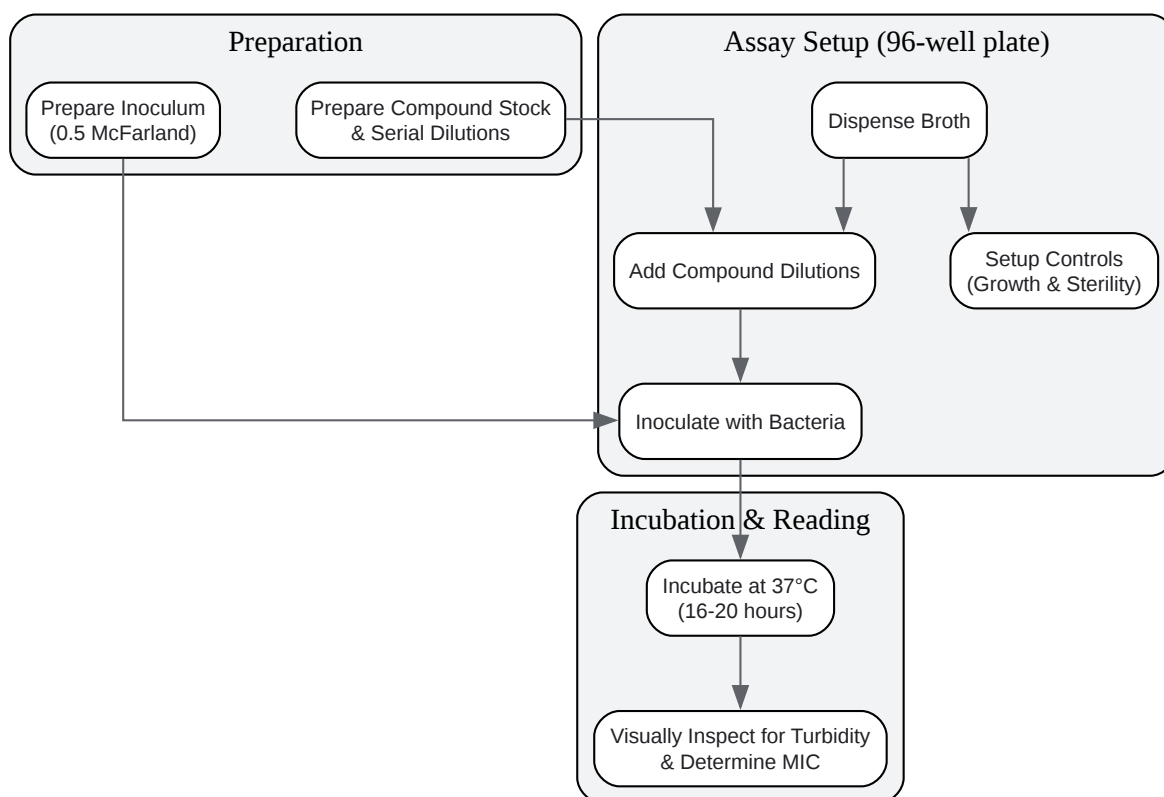 Preparation
Prepare Inoculum
(0.5 McFarland)
Prepare Compound Stock
& Serial Dilutions
Assay Setup (96-well plate)
Dispense Broth
Add Compound Dilutions
Setup Controls
(Growth & Sterility)
Inoculate with Bacteria
Incubation & Reading
Incubate at 37°C
(16-20 hours)
Visually Inspect for Turbidity
& Determine MIC